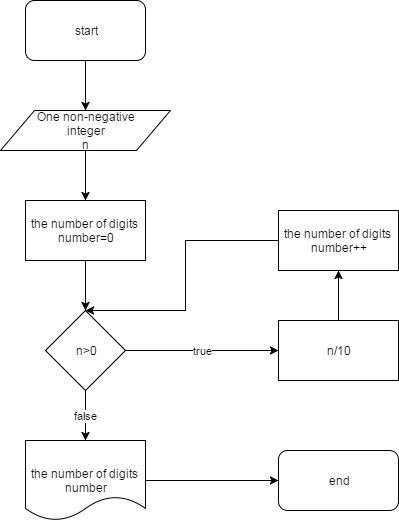 start
One non-negative
integer
n
the number of digits
number=0
the number of digits
number++
n>0
true
n/10
false
the number of digits
number
end